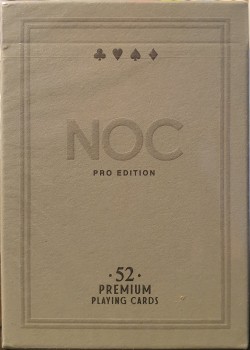 NOC
PRO EDITION
·52·
PREMIUM
PLAYING CARDS